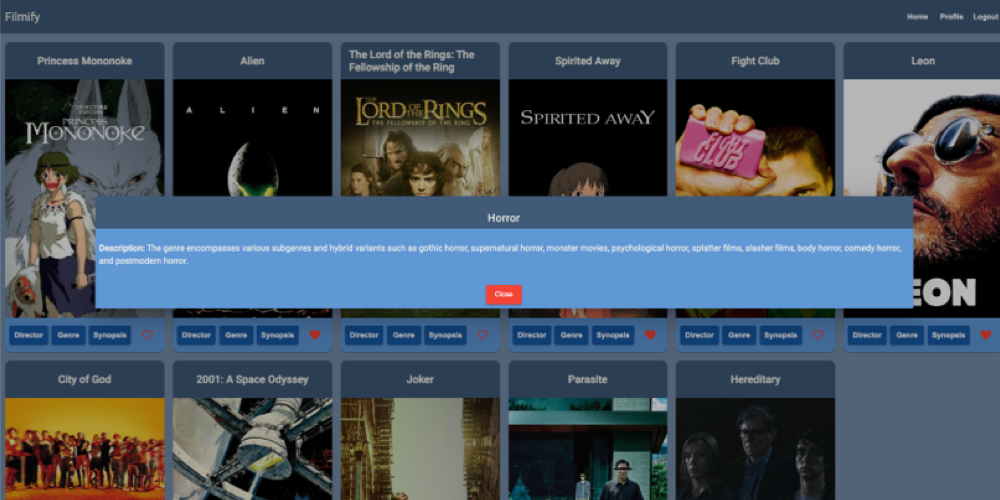 Filmify
Home Profile Logout
Princess Mononoke
Alien
The Lord of the Rings: The
Fellowship of the Ring
Spirited Away
Fight Club
Leon
PRINCESS
MONONOKE
A L I E N
THE
LORD OF THE RINGS
THE FELLOWSHIP OF THE RING
SPIRITED AWAY
FIGHT
CLUB
EON
Horror
Description: The genre encompasses various subgenres and hybrid variants such as gothic horror, supernatural horror, monster movies, psychological horror, splatter films, slasher films, body horror, comedy horror,
and postmodern horror.
Close
Director Genre Synopsis
Director Genre Synopsis
Director Genre Synopsis
Director Genre Synopsis
Director Genre Synopsis
Director Genre Synopsis
City of God
2001: A Space Odyssey
Joker
Parasite
Hereditary